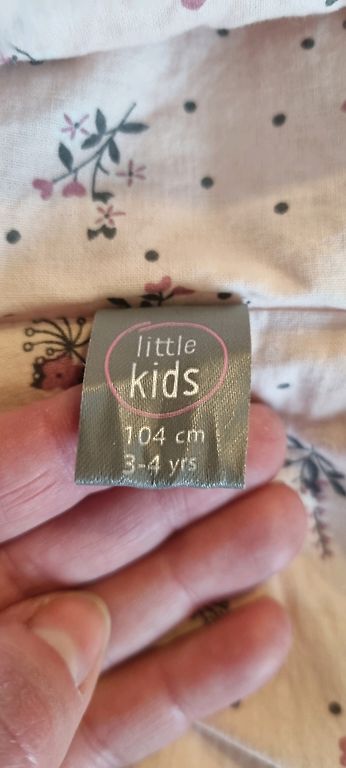 little
kids
104 cm
3-4 yrs